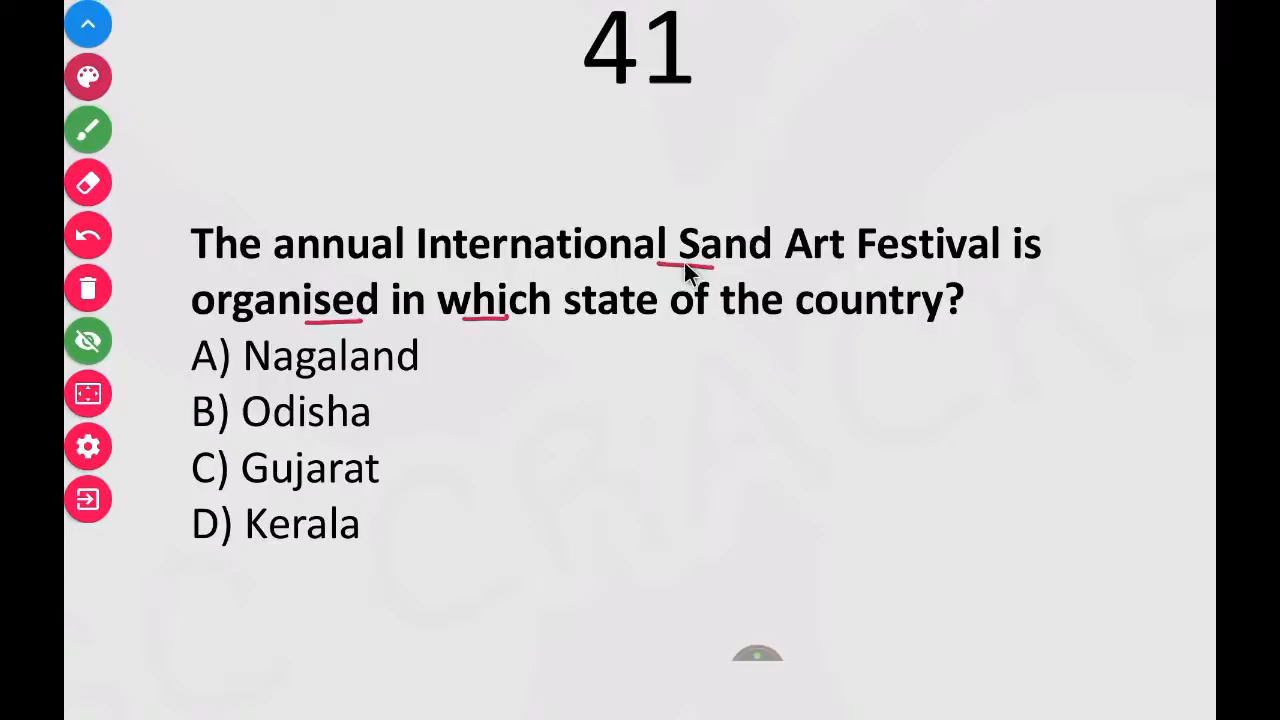 41
The annual International Sand Art Festival is
organised in which state of the country?
A) Nagaland
B) Odisha
C) Gujarat
D) Kerala